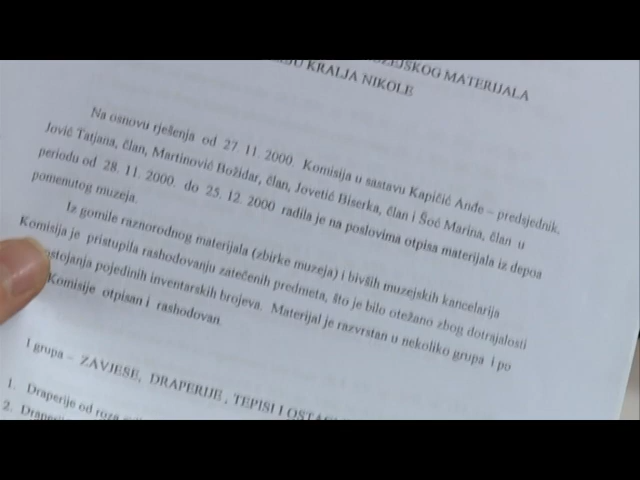 MATERIJALA
KRALJA NIKOLE
Na osnovu rješenja od 27 11. 2000. Komisija u sastavu Kapičić Anđe – predsjednik,
Jović Tatjana, član, Martinović Božidar, član, Jovetić Biserka, član i Šoć Marina, član u
periodu od 28. 11. 2000. do 25. 12. 2000 radila je na poslovima otpisa materijala iz depoa
pomenutog muzeja.
Iz gomile raznorodnog materijala (zbirke muzeja) i bivših muzejskih kancelarija
Komisija je pristupila rashodovanju zatečenih predmeta, što je bilo otežano zbog dotrajalosti
ostojanja pojedinih inventarskih brojeva. Materijal je razvrstan u nekoliko grupa i po
Komisije otpisan i rashodovan.
I grupa – ZAVJESE, DRAPERIJE, TEPISI I
1. Draperije od roza
2.